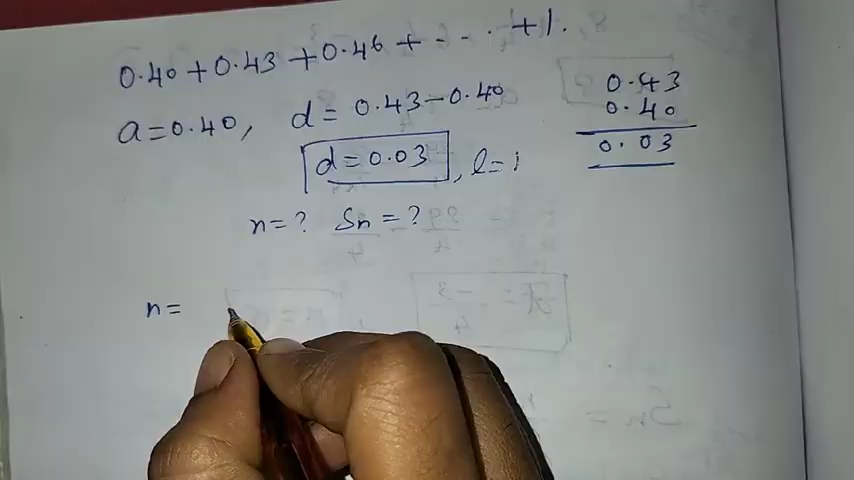 0.40 + 0.43 + 0.46 + - - . . + 1.
a = 0.40, d = 0.43 - 0.40
0.43
0.40
0.03
d = 0.03, l = 1
n = ? Sn = ?
n =